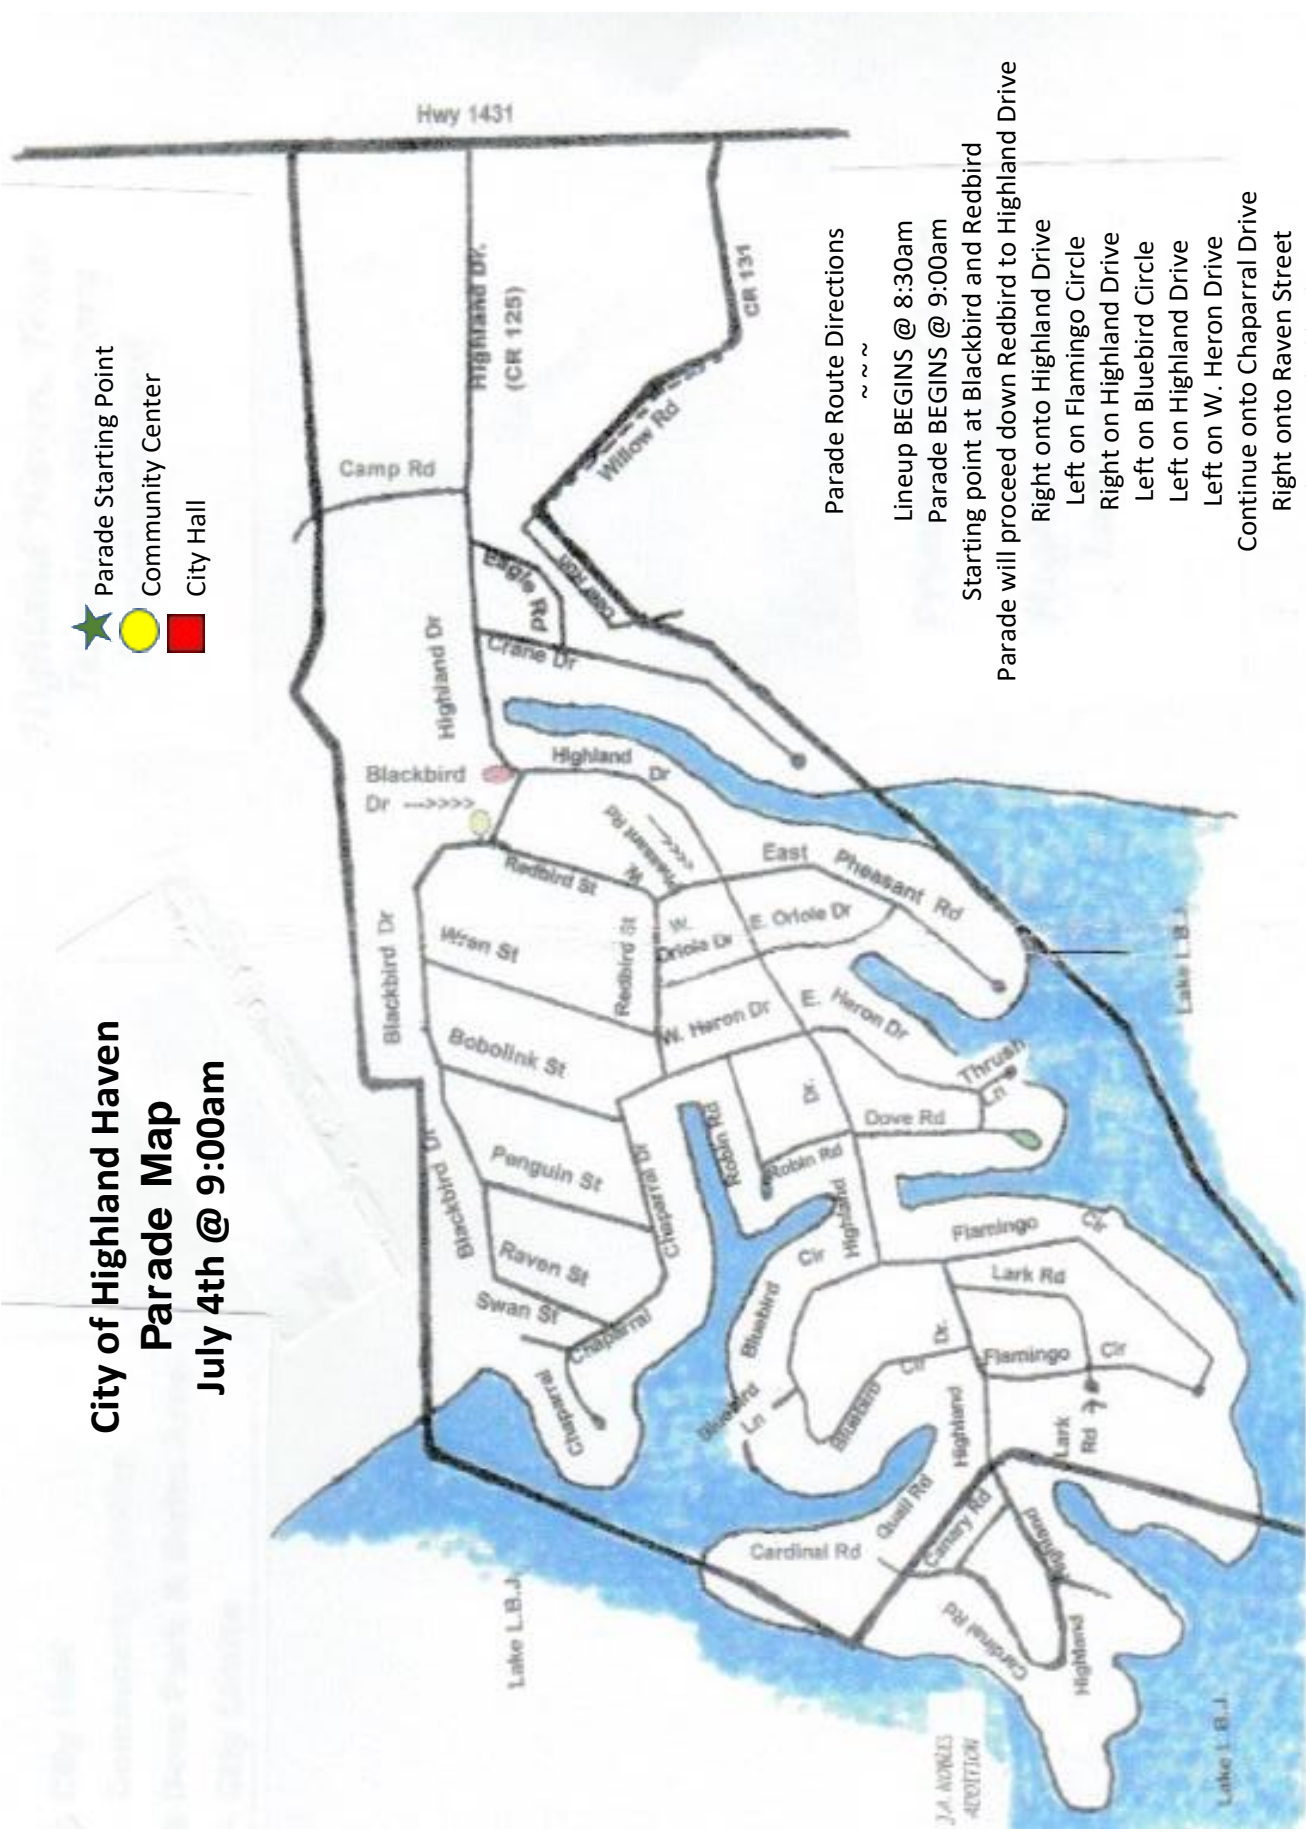 City of Highland Haven
Parade Map
July 4th @ 9:00am
Parade Starting Point
Community Center
City Hall
Hwy 1431
Highland Dr.
(CR 125)
CR 131
Camp Rd
Willow Rd
Deer Run
Eagle Rd
Crane Dr
Highland Dr
Highland
Dr
Blackbird
Dr --->>>>
W.
Pheasant Rd
<<<<---
East Pheasant Rd
Redbird St
Redbird St
Wren St
Blackbird Dr
Bobolink St
W.
Oriole Dr
E. Oriole Dr
W. Heron Dr
E.
Heron Dr
Thrush
Ln
Dove Rd
Dr.
Highland
Robin Rd
Robin Rd
Blackbird Dr
Penguin St
Chaparral Dr
Raven St
Swan St
Chaparral
Chaparral
Bluebird
Cir
Bluebird
Ln
Bluebird
Cir
Flamingo
Cir
Lark Rd
Flamingo Cir
Lark
Rd
Highland
Dr.
Quail Rd
Canary Rd
Cardinal Rd
Cardinal Rd
Highland
Highland
Lake L.B.J.
Lake L.B.J.
Lake L.B.J.
J.A. NOBLES
ADDITION
Parade Route Directions
~ ~ ~
Lineup BEGINS @ 8:30am
Parade BEGINS @ 9:00am
Starting point at Blackbird and Redbird
Parade will proceed down Redbird to Highland Drive
Right onto Highland Drive
Left on Flamingo Circle
Right on Highland Drive
Left on Bluebird Circle
Left on Highland Drive
Left on W. Heron Drive
Continue onto Chaparral Drive
Right onto Raven Street